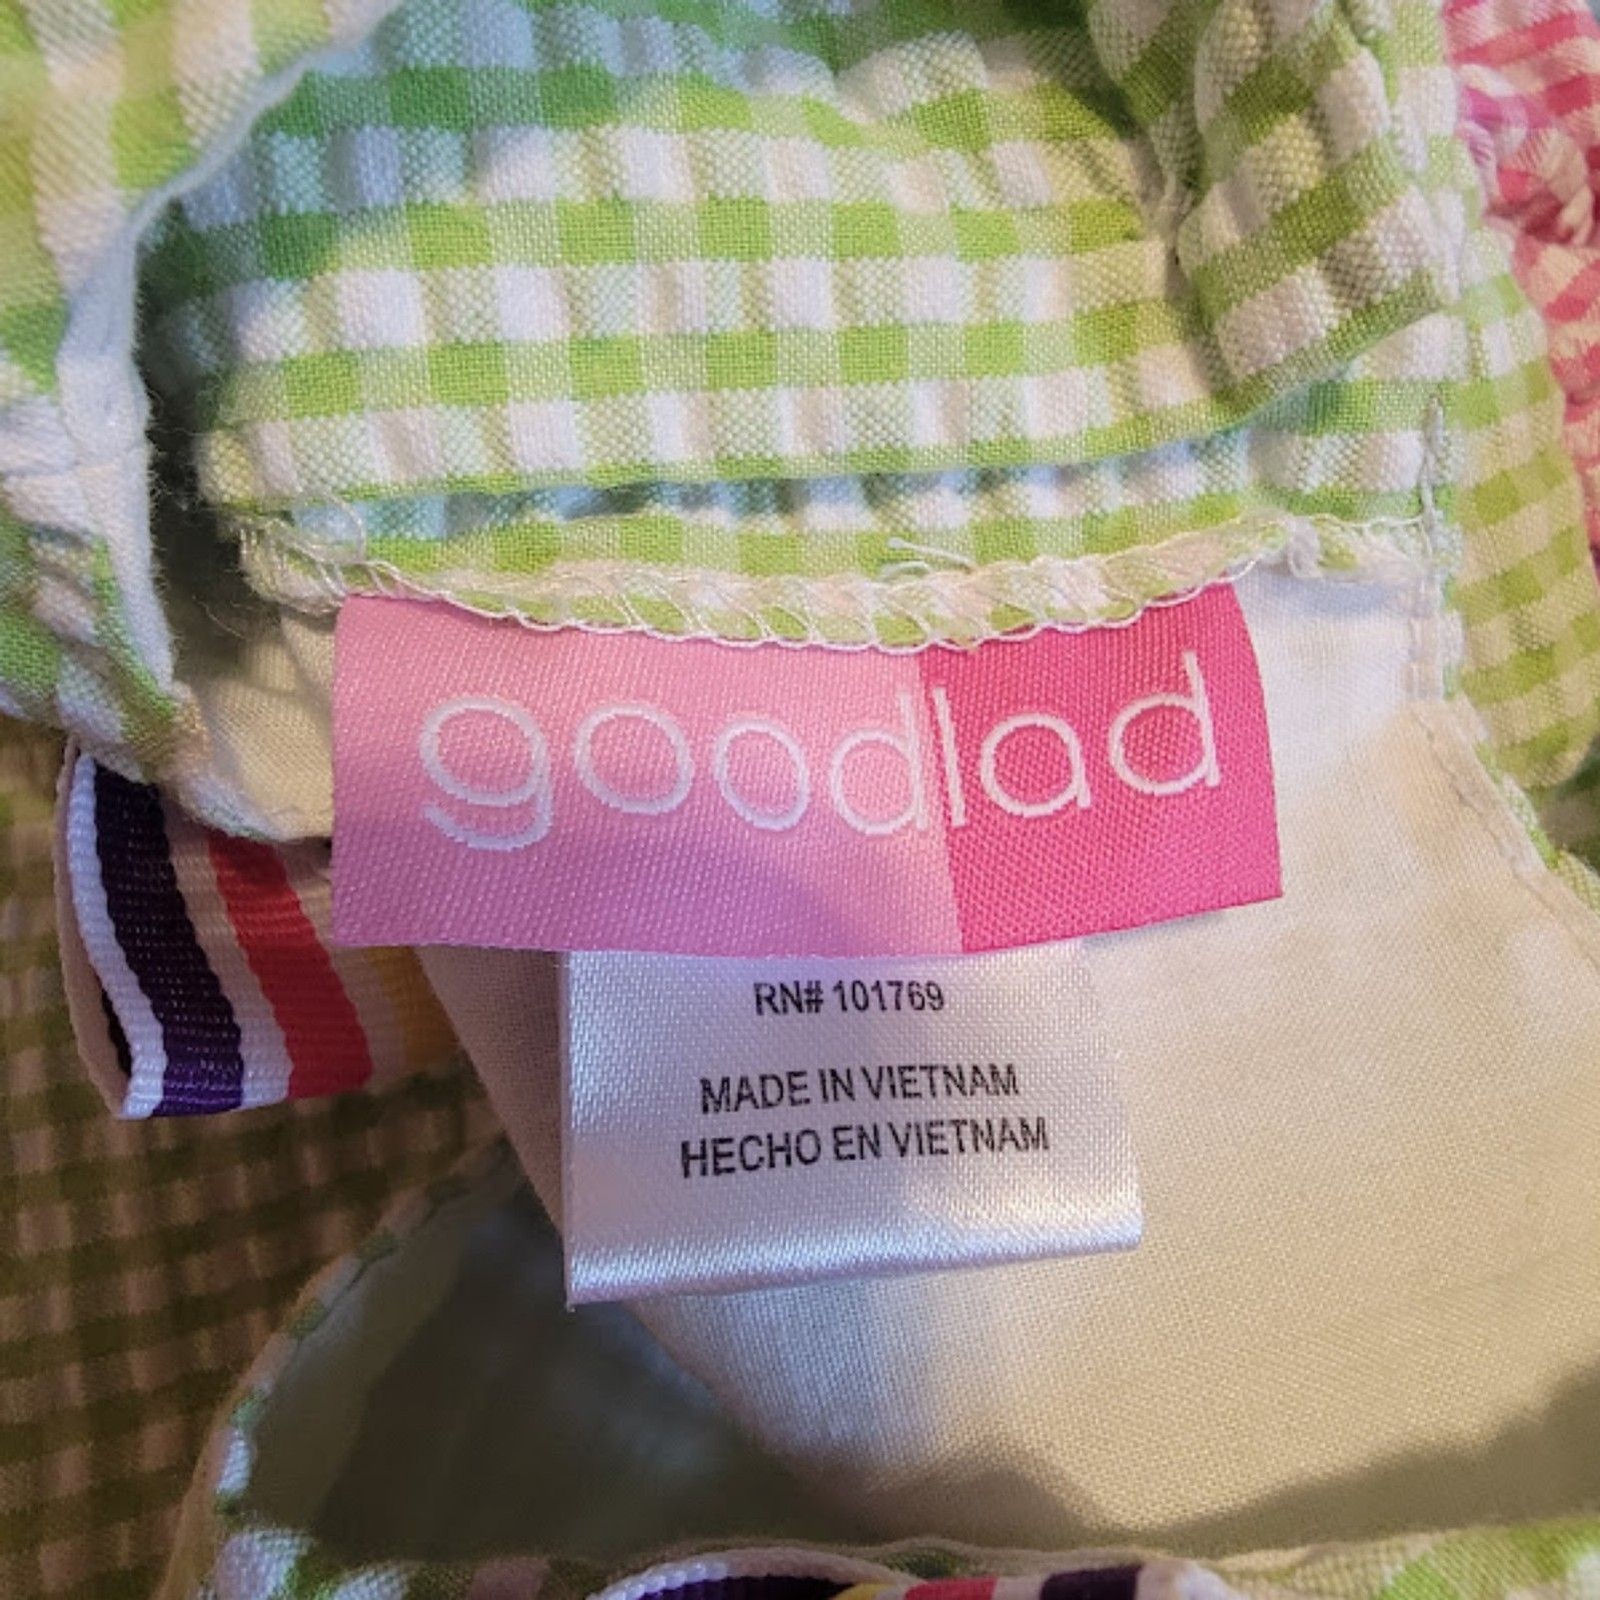 goodlad
RN# 101769
MADE IN VIETNAM
HECHO EN VIETNAM